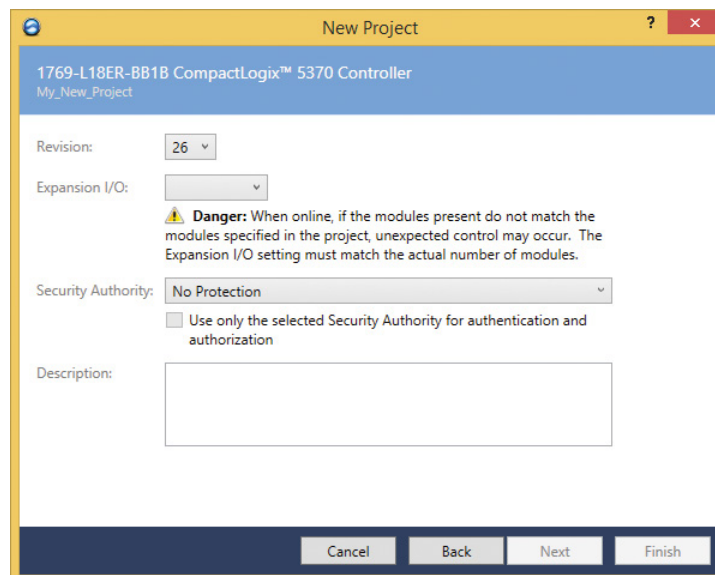 New Project
? ×
1769-L18ER-BB1B CompactLogix™ 5370 Controller
My_New_Project
Revision: 26
Expansion I/O:
Danger: When online, if the modules present do not match the
modules specified in the project, unexpected control may occur. The
Expansion I/O setting must match the actual number of modules.
Security Authority: No Protection
Use only the selected Security Authority for authentication and
authorization
Description:
Cancel Back Next Finish